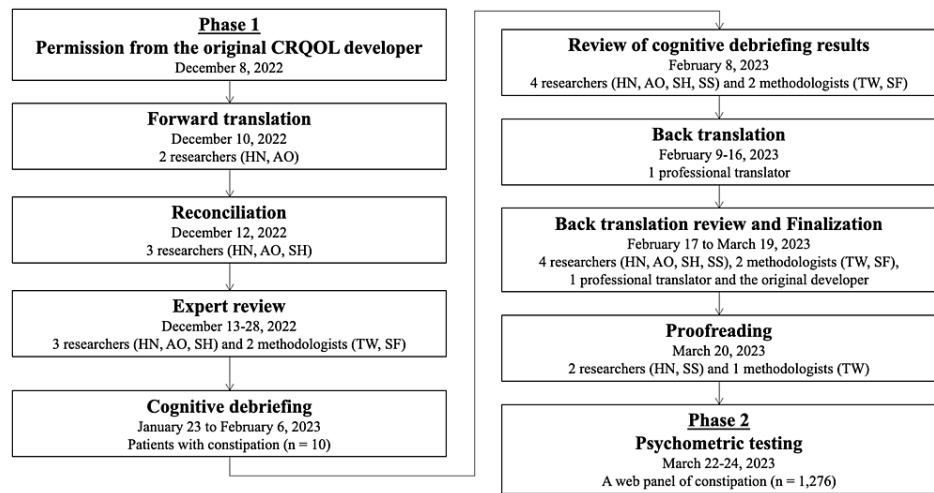 Phase 1
Permission from the original CRQOL developer
December 8, 2022
Forward translation
December 10, 2022
2 researchers (HN, AO)
Reconciliation
December 12, 2022
3 researchers (HN, AO, SH)
Expert review
December 13-28, 2022
3 researchers (HN, AO, SH) and 2 methodologists (TW, SF)
Cognitive debriefing
January 23 to February 6, 2023
Patients with constipation (n = 10)
Review of cognitive debriefing results
February 8, 2023
4 researchers (HN, AO, SH, SS) and 2 methodologists (TW, SF)
Back translation
February 9-16, 2023
1 professional translator
Back translation review and Finalization
February 17 to March 19, 2023
4 researchers (HN, AO, SH, SS), 2 methodologists (TW, SF),
1 professional translator and the original developer
Proofreading
March 20, 2023
2 researchers (HN, SS) and 1 methodologists (TW)
Phase 2
Psychometric testing
March 22-24, 2023
A web panel of constipation (n = 1,276)